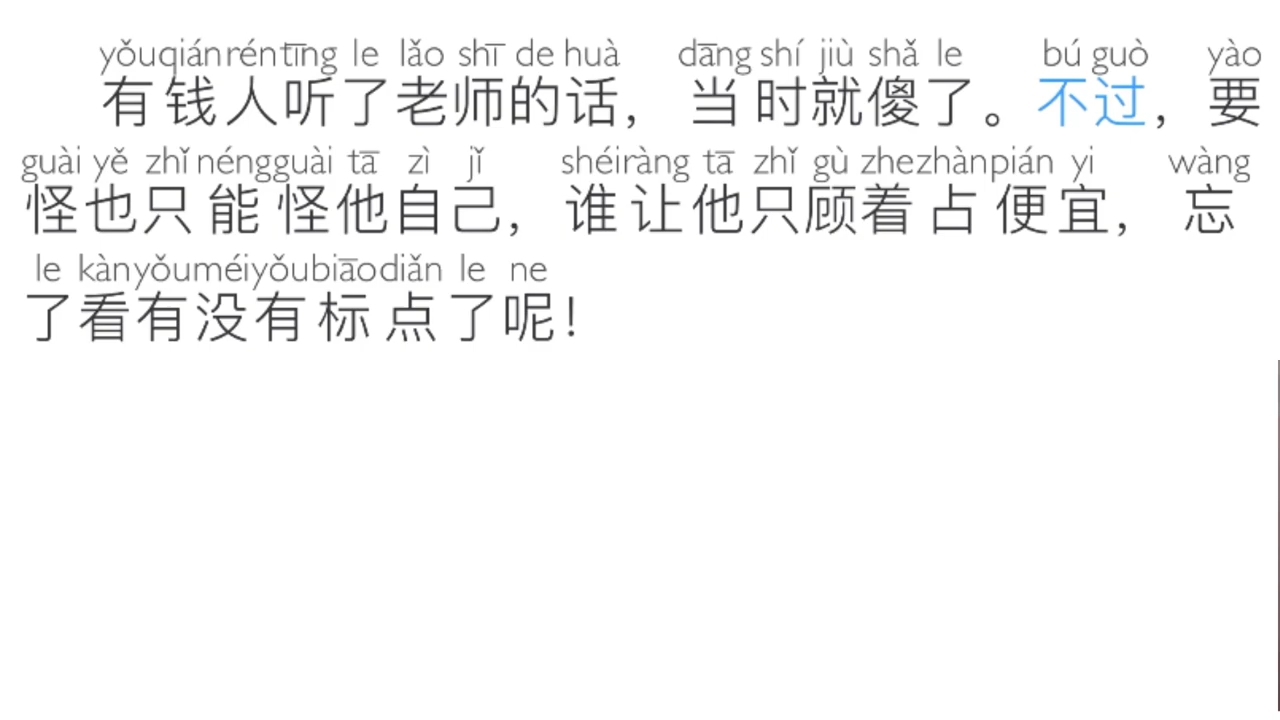 yǒuqiánréntīng le lǎo shī de huà dāng shí jiù shǎ le bú guò yào
有钱人听了老师的话，当时就傻了。不过，要
guài yě zhǐ néngguài tā zì jǐ shéiràng tā zhǐ gù zhezhànpián yi wàng
怪也只能怪他自己，谁让他只顾着占便宜，忘
le kànyǒuméiyǒubiāodiǎn le ne
了看有没有标点了呢！